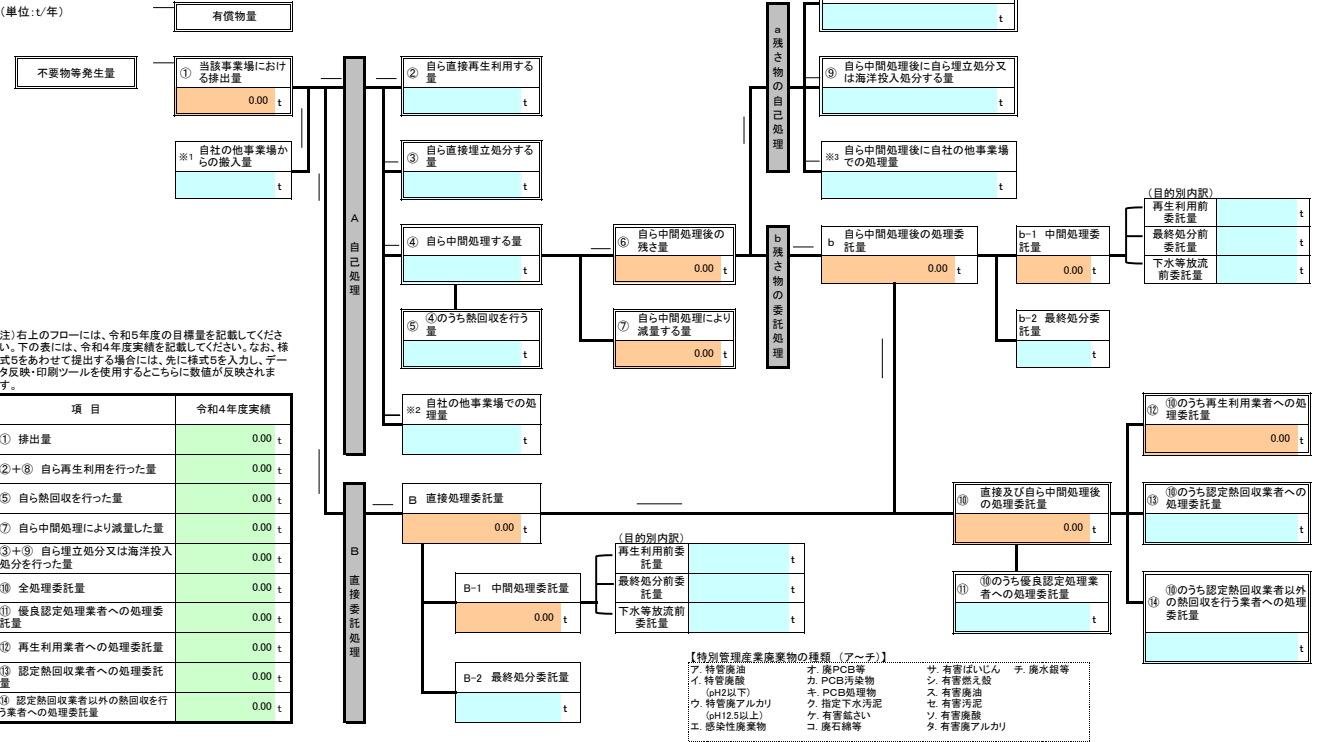 (単位:t/年)
有償物量
不要物等発生量
① 当該事業場におけ
る排出量
0.00 t
※1 自社の他事業場か
らの搬入量
t
A 自己処理
② 自ら直接再生利用する
量
t
③ 自ら直接埋立処分する
量
t
④ 自ら中間処理する量
t
⑤ ④のうち熱回収を行う
量
t
※2 自社の他事業場での処
理量
t
⑥ 自ら中間処理後の
残さ量
0.00 t
⑦ 自ら中間処理により
減量する量
0.00 t
a 残さ物の自己処理
t
⑨ 自ら中間処理後に自ら埋立処分又
は海洋投入処分する量
t
※3 自ら中間処理後に自社の他事業場
での処理量
t
b 残さ物の委託処理
b 自ら中間処理後の処理委
託量
0.00 t
b-1 中間処理委
託量
0.00 t
(目的別内訳)
再生利用前
委託量
t
最終処分前
委託量
t
下水等放流
前委託量
t
b-2 最終処分委
託量
t
注)右上のフローには、令和5年度の目標量を記載してくださ
い。下の表には、令和4年度実績を記載してください。なお、様
式5をあわせて提出する場合には、先に様式5を入力し、デー
タ反映・印刷ツールを使用するとこちらに数値が反映されま
す。
項 目 令和4年度実績
① 排出量 0.00 t
②+⑧ 自ら再生利用を行った量 0.00 t
⑤ 自ら熱回収を行った量 0.00 t
⑦ 自ら中間処理により減量した量 0.00 t
③+⑨ 自ら埋立処分又は海洋投入
処分を行った量 0.00 t
⑩ 全処理委託量 0.00 t
⑪ 優良認定処理業者への処理委
託量 0.00 t
⑫ 再生利用業者への処理委託量 0.00 t
⑬ 認定熱回収業者への処理委託
量 0.00 t
⑭ 認定熱回収業者以外の熱回収を行
う業者への処理委託量 0.00 t
B 直接委託処理
B 直接処理委託量
0.00 t
B-1 中間処理委託量
0.00 t
(目的別内訳)
再生利用前委
託量
t
最終処分前委
託量
t
下水等放流前
委託量
t
B-2 最終処分委託量
t
⑩ 直接及び自ら中間処理後
の処理委託量
0.00 t
⑪ ⑩のうち優良認定処理業
者への処理委託量
t
⑫ ⑩のうち再生利用業者への処
理委託量
0.00 t
⑬ ⑩のうち認定熱回収業者への
処理委託量
t
⑭ ⑩のうち認定熱回収業者以外
の熱回収を行う業者への処理
委託量
t
【特別管理産業廃棄物の種類 (ア~チ)】
ア. 特管廃油 オ. 廃PCB等 サ. 有害ばいじん チ. 廃水銀等
イ. 特管廃酸 カ. PCB汚染物 シ. 有害燃え殻
(pH2以下) キ. PCB処理物 ス. 有害廃油
ウ. 特管廃アルカリ ク. 指定下水汚泥 セ. 有害汚泥
(pH12.5以上) ケ. 有害鉱さい ソ. 有害廃酸
エ. 感染性廃棄物 コ. 廃石綿等 タ. 有害廃アルカリ